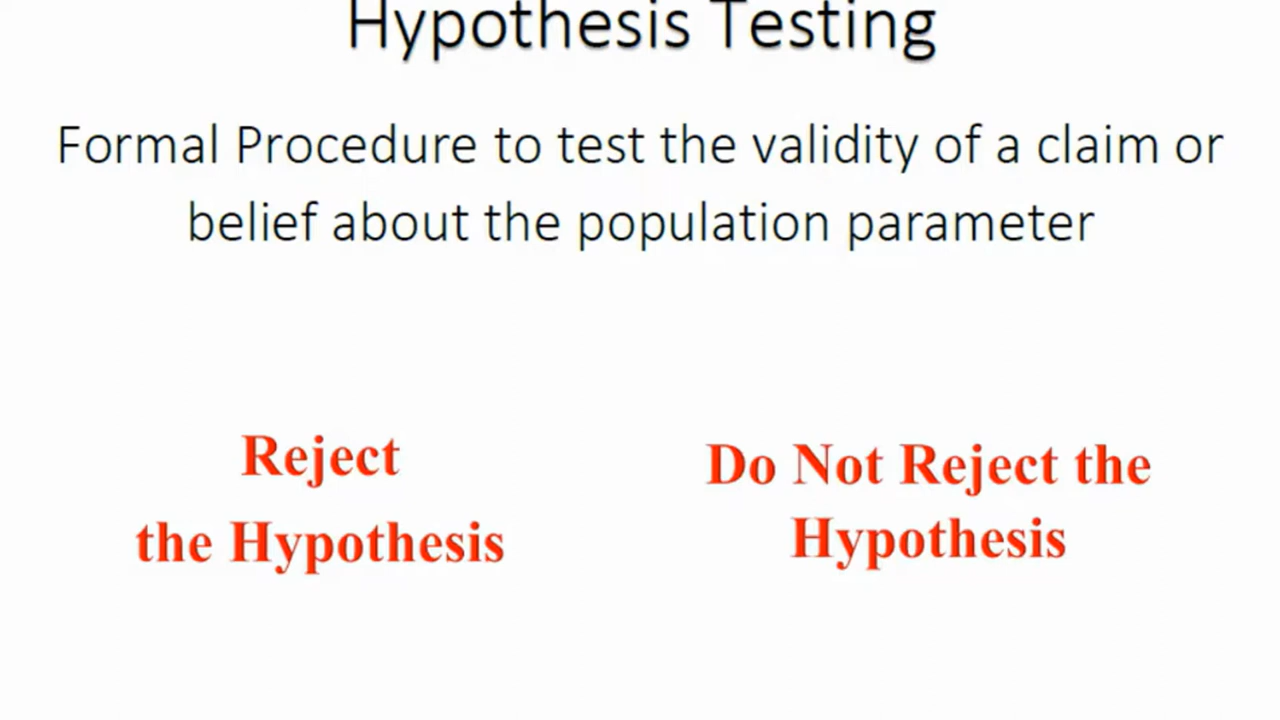 Hypothesis Testing
Formal Procedure to test the validity of a claim or
belief about the population parameter
Reject
the Hypothesis
Do Not Reject the
Hypothesis